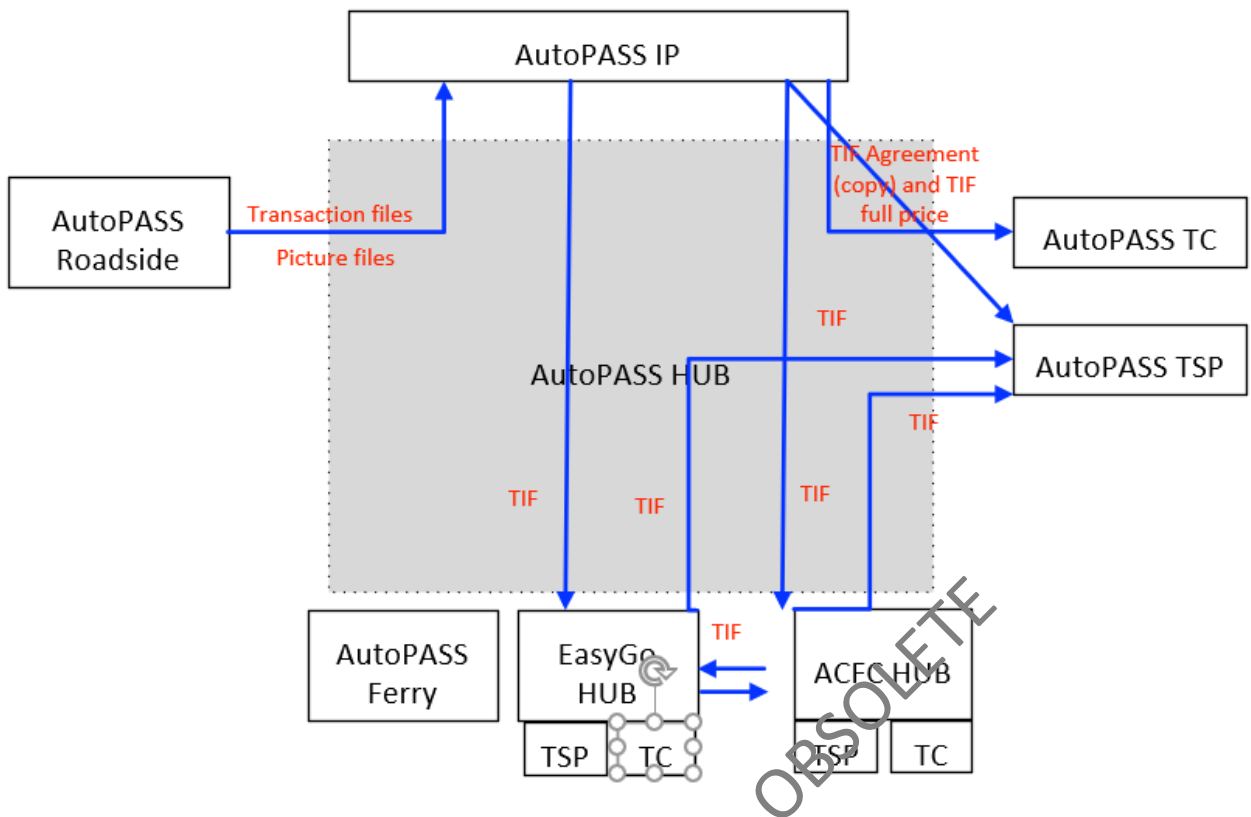 AutoPASS IP
TIF Agreement
(copy) and TIF
full price
AutoPASS
Roadside
Transaction files
Picture files
AutoPASS TC
TIF
AutoPASS TSP
AutoPASS HUB
TIF
TIF
TIF
TIF
AutoPASS
Ferry
EasyGo
HUB
TIF
ACFC HUB
TSP
TC
TSP
TC
OBSOLETE